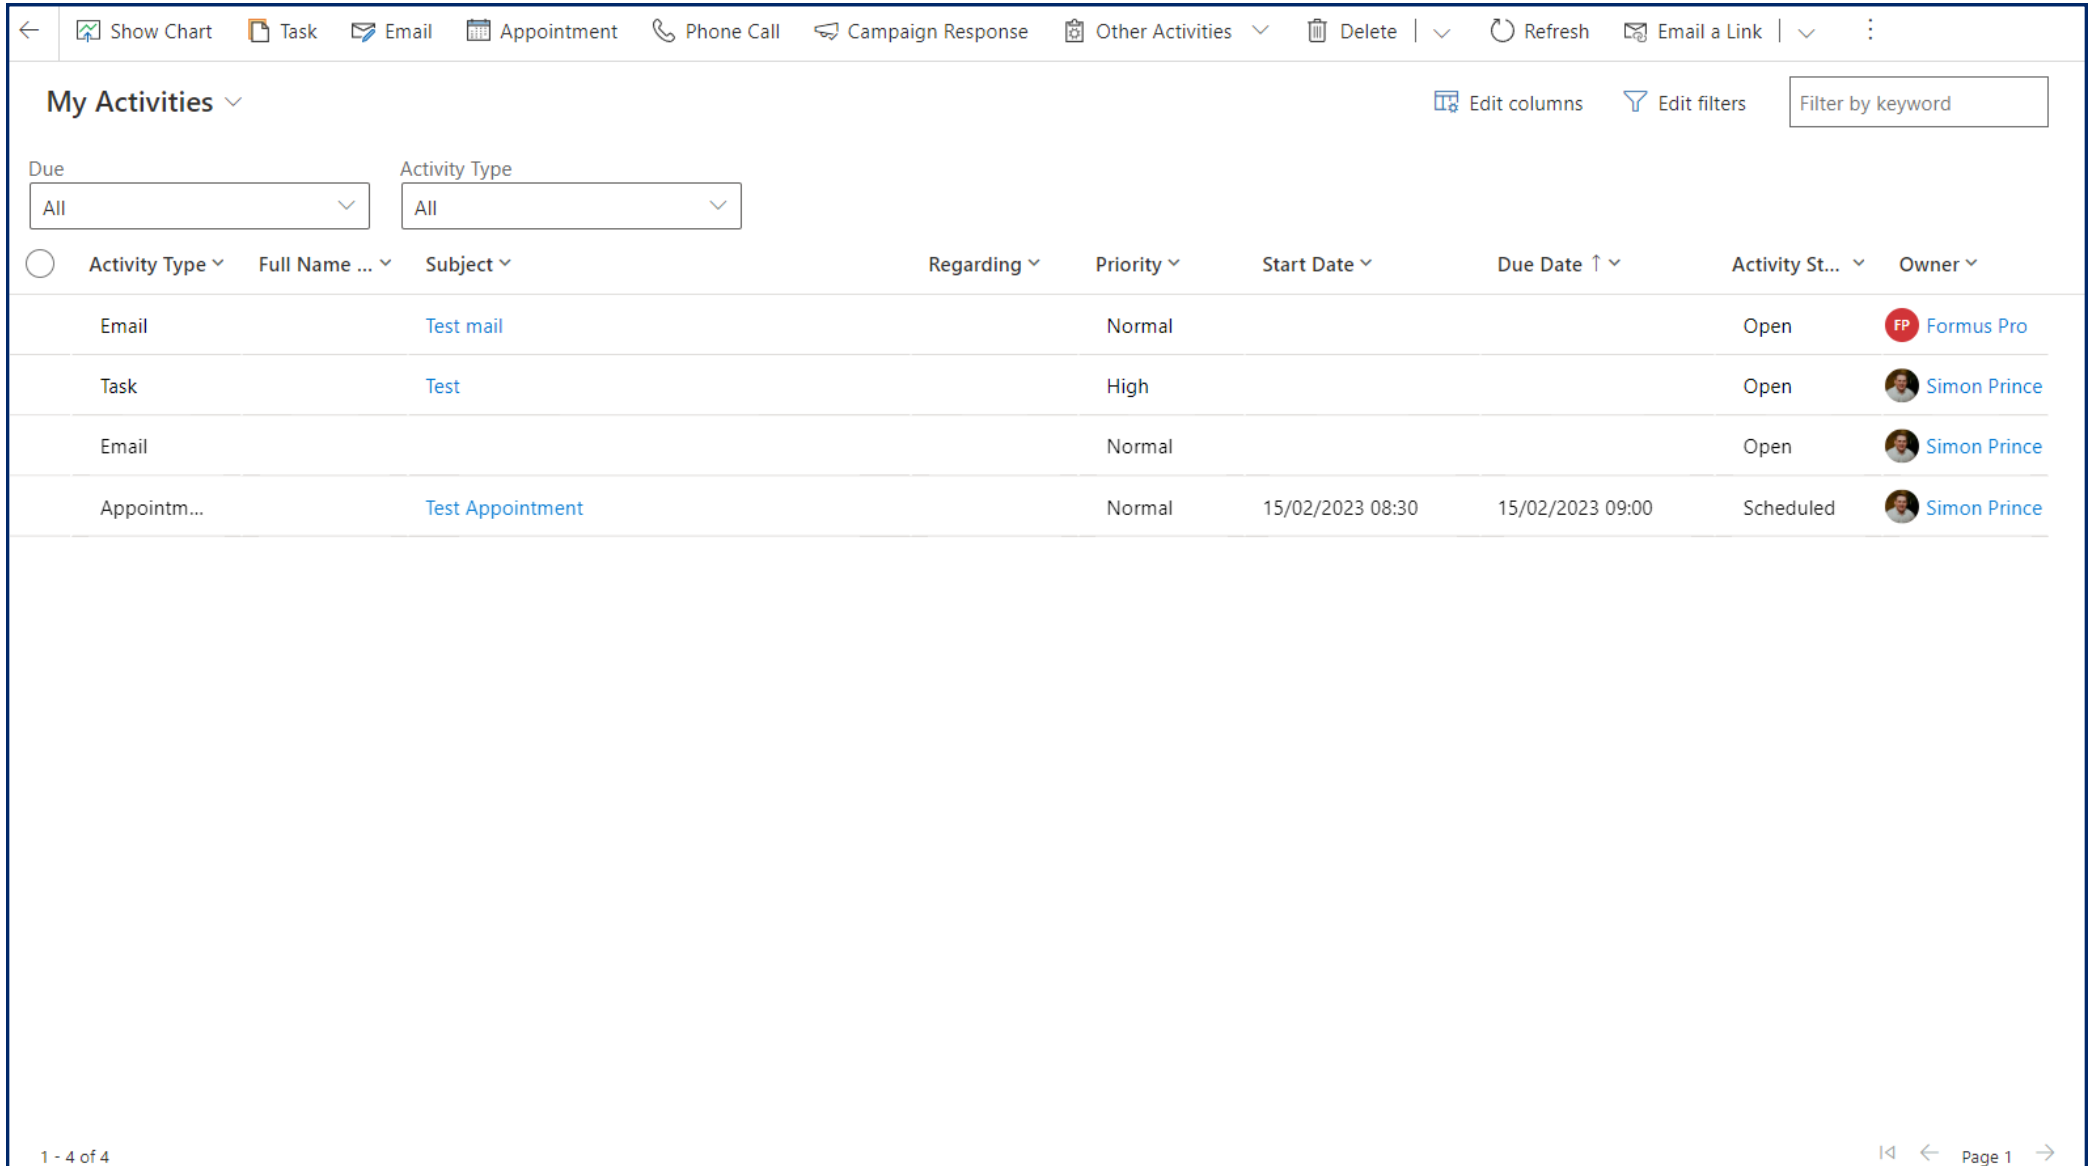 Show Chart Task Email Appointment Phone Call Campaign Response Other Activities Delete Refresh Email a Link
My Activities Edit columns Edit filters Filter by keyword
Due Activity Type
All All
Activity Type Full Name ... Subject Regarding Priority Start Date Due Date Activity St... Owner
Email Test mail Normal Open FP Formus Pro
Task Test High Open Simon Prince
Email Normal Open Simon Prince
Appointm... Test Appointment Normal 15/02/2023 08:30 15/02/2023 09:00 Scheduled Simon Prince
1 - 4 of 4 Page 1